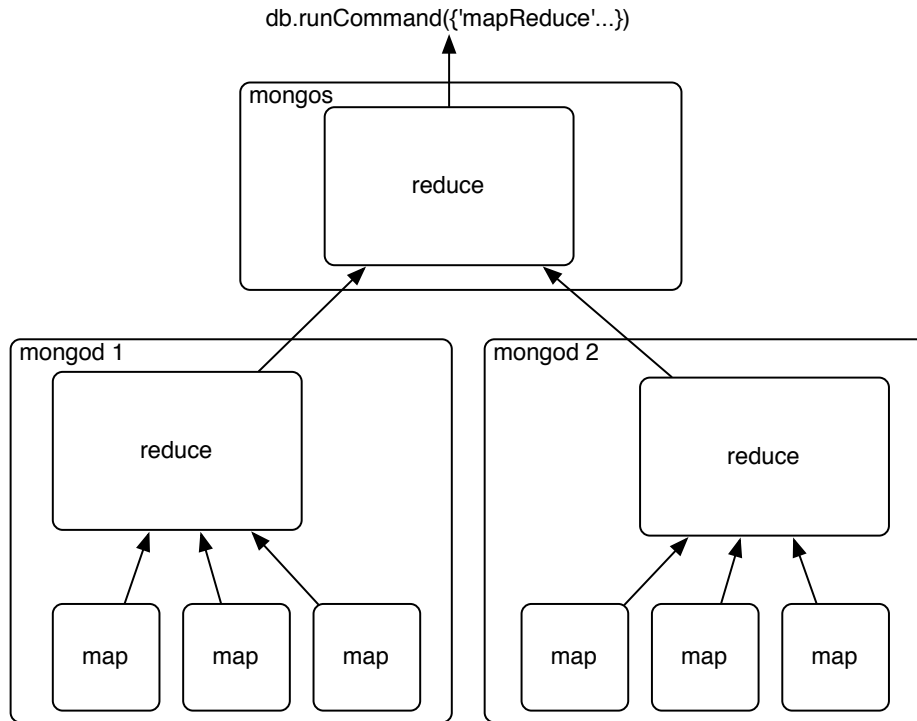 db.runCommand({'mapReduce'...})
mongos
reduce
mongod 1
mongod 2
reduce
reduce
map
map
map
map
map
map